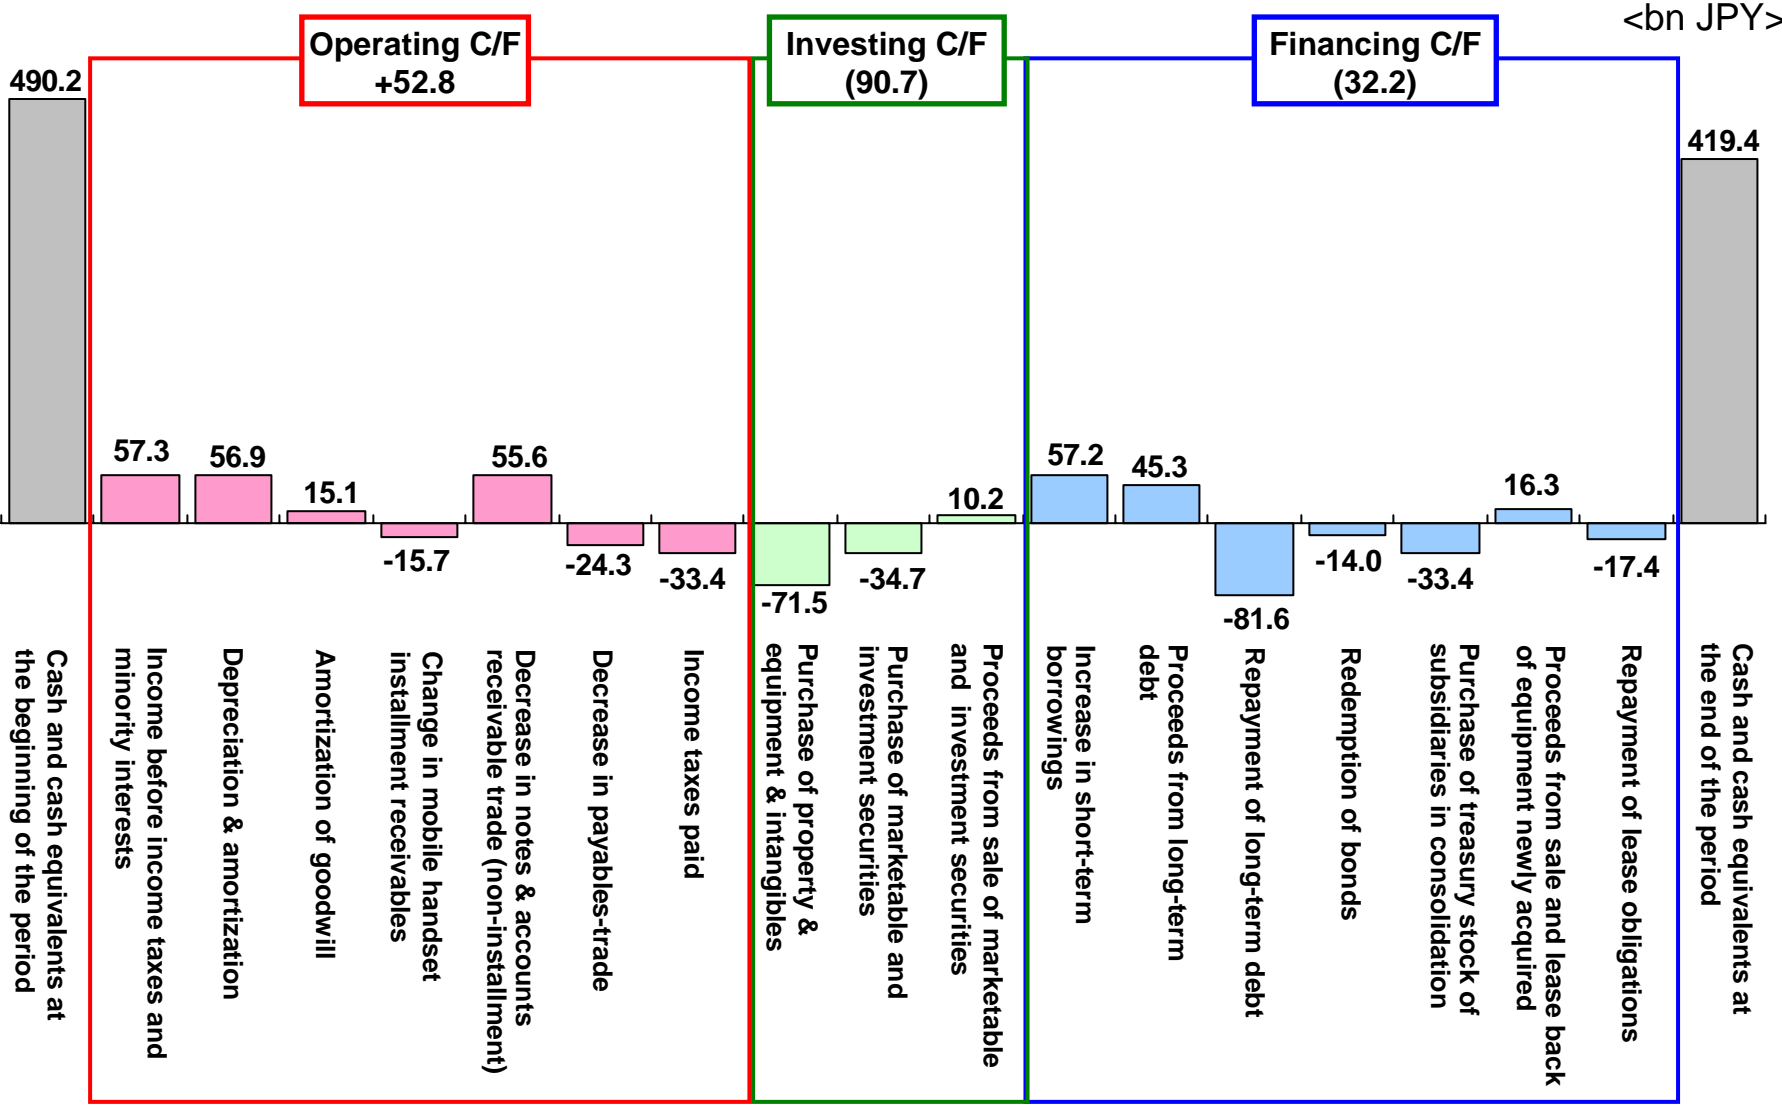 <bn JPY>
Operating C/F
+52.8
Investing C/F
(90.7)
Financing C/F
(32.2)
490.2
57.3
56.9
15.1
-15.7
55.6
-24.3
-33.4
-71.5
-34.7
10.2
57.2
45.3
-81.6
-14.0
-33.4
16.3
-17.4
419.4
Cash and cash equivalents at
the beginning of the period
Income before income taxes and
minority interests
Depreciation & amortization
Amortization of goodwill
Change in mobile handset
installment receivables
Decrease in notes & accounts
receivable trade (non-installment)
Decrease in payables-trade
Income taxes paid
Purchase of property &
equipment & intangibles
Purchase of marketable and
investment securities
Proceeds from sale of marketable
and investment securities
Increase in short-term
borrowings
Proceeds from long-term
debt
Repayment of long-term debt
Redemption of bonds
Purchase of treasury stock of
subsidiaries in consolidation
Proceeds from sale and lease back
of equipment newly acquired
Repayment of lease obligations
Cash and cash equivalents at
the end of the period